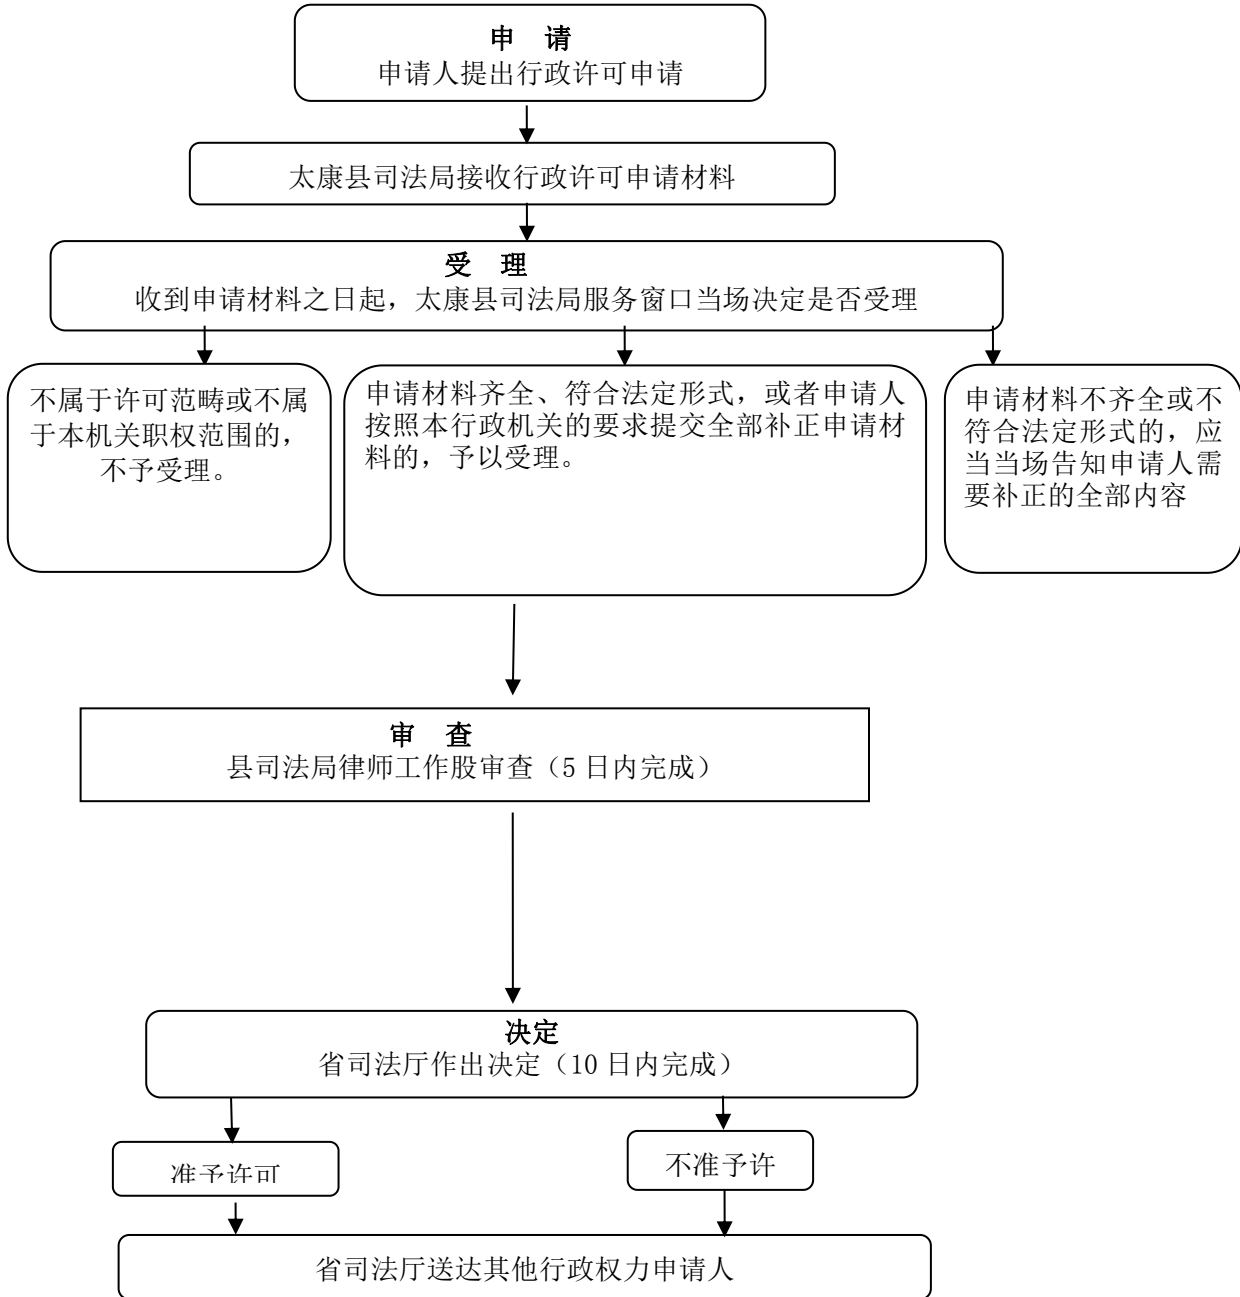 申 请
申请人提出行政许可申请
太康县司法局接收行政许可申请材料
受 理
收到申请材料之日起，太康县司法局服务窗口当场决定是否受理
不属于许可范畴或不属
于本机关职权范围的，
不予受理。
申请材料齐全、符合法定形式，或者申请人
按照本行政机关的要求提交全部补正申请材
料的，予以受理。
申请材料不齐全或不
符合法定形式的，应
当当场告知申请人需
要补正的全部内容
审 查
县司法局律师工作股审查（5 日内完成）
决定
省司法厅作出决定（10 日内完成）
准予许可
不准予许
省司法厅送达其他行政权力申请人